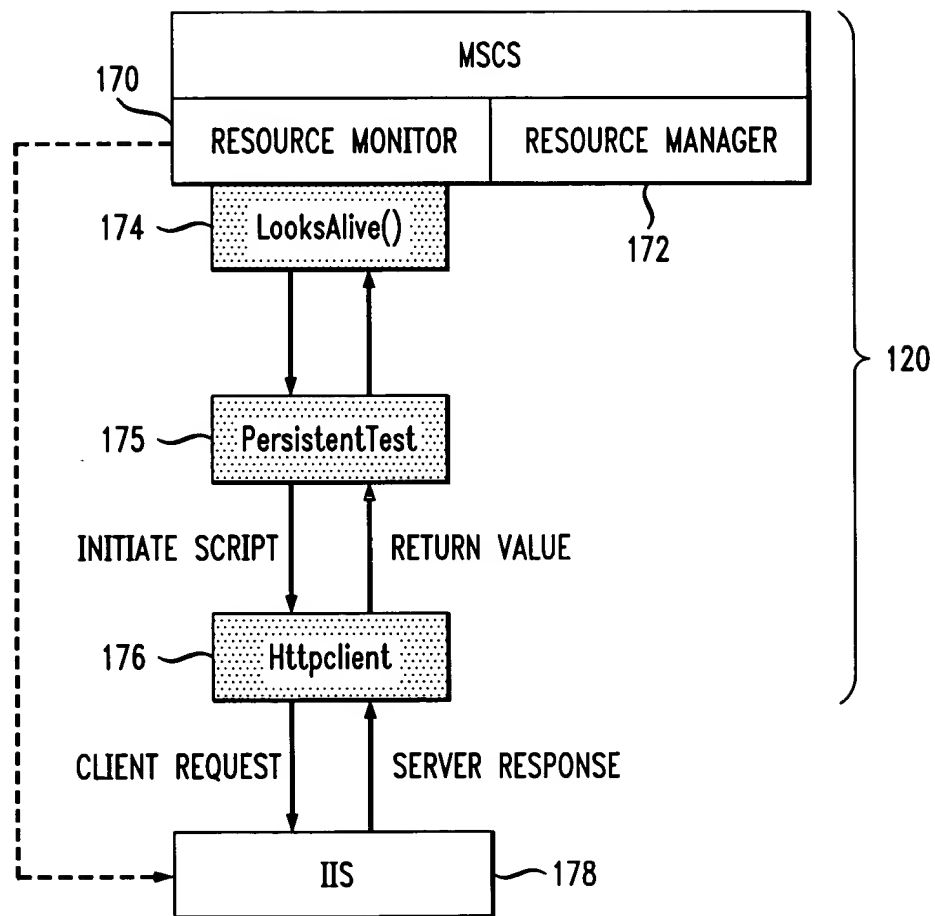 MSCS
170
RESOURCE MONITOR
RESOURCE MANAGER
174
LooksAlive()
172
120
175
PersistentTest
INITIATE SCRIPT
RETURN VALUE
176
Httpclient
CLIENT REQUEST
SERVER RESPONSE
IIS
178